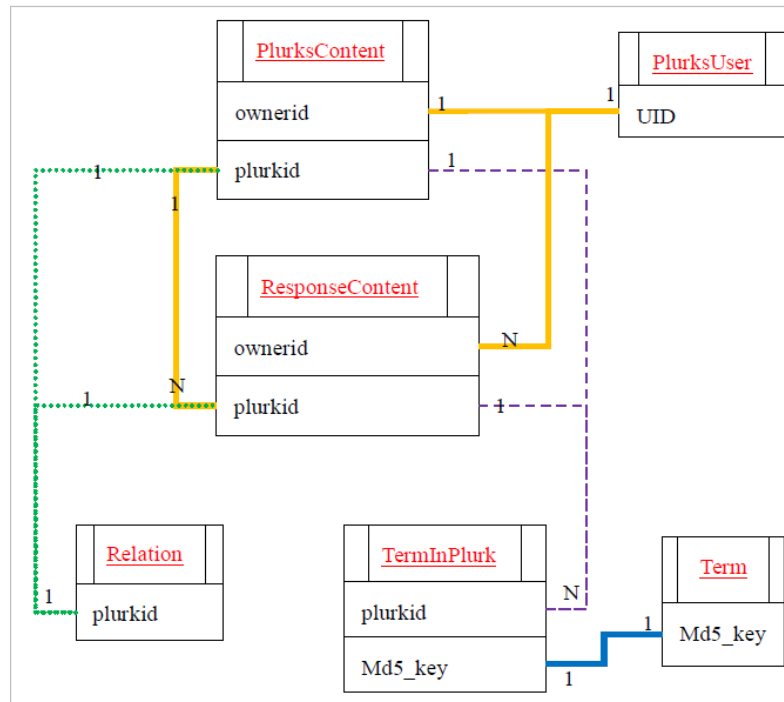 PlurksContent
PlurksUser
ownerid
1
1
UID
plurkid
1
1
1
ResponseContent
ownerid
N
plurkid
N
1
1
Relation
TermInPlurk
Term
plurkid
1
plurkid
N
Md5_key
1
Md5_key
1